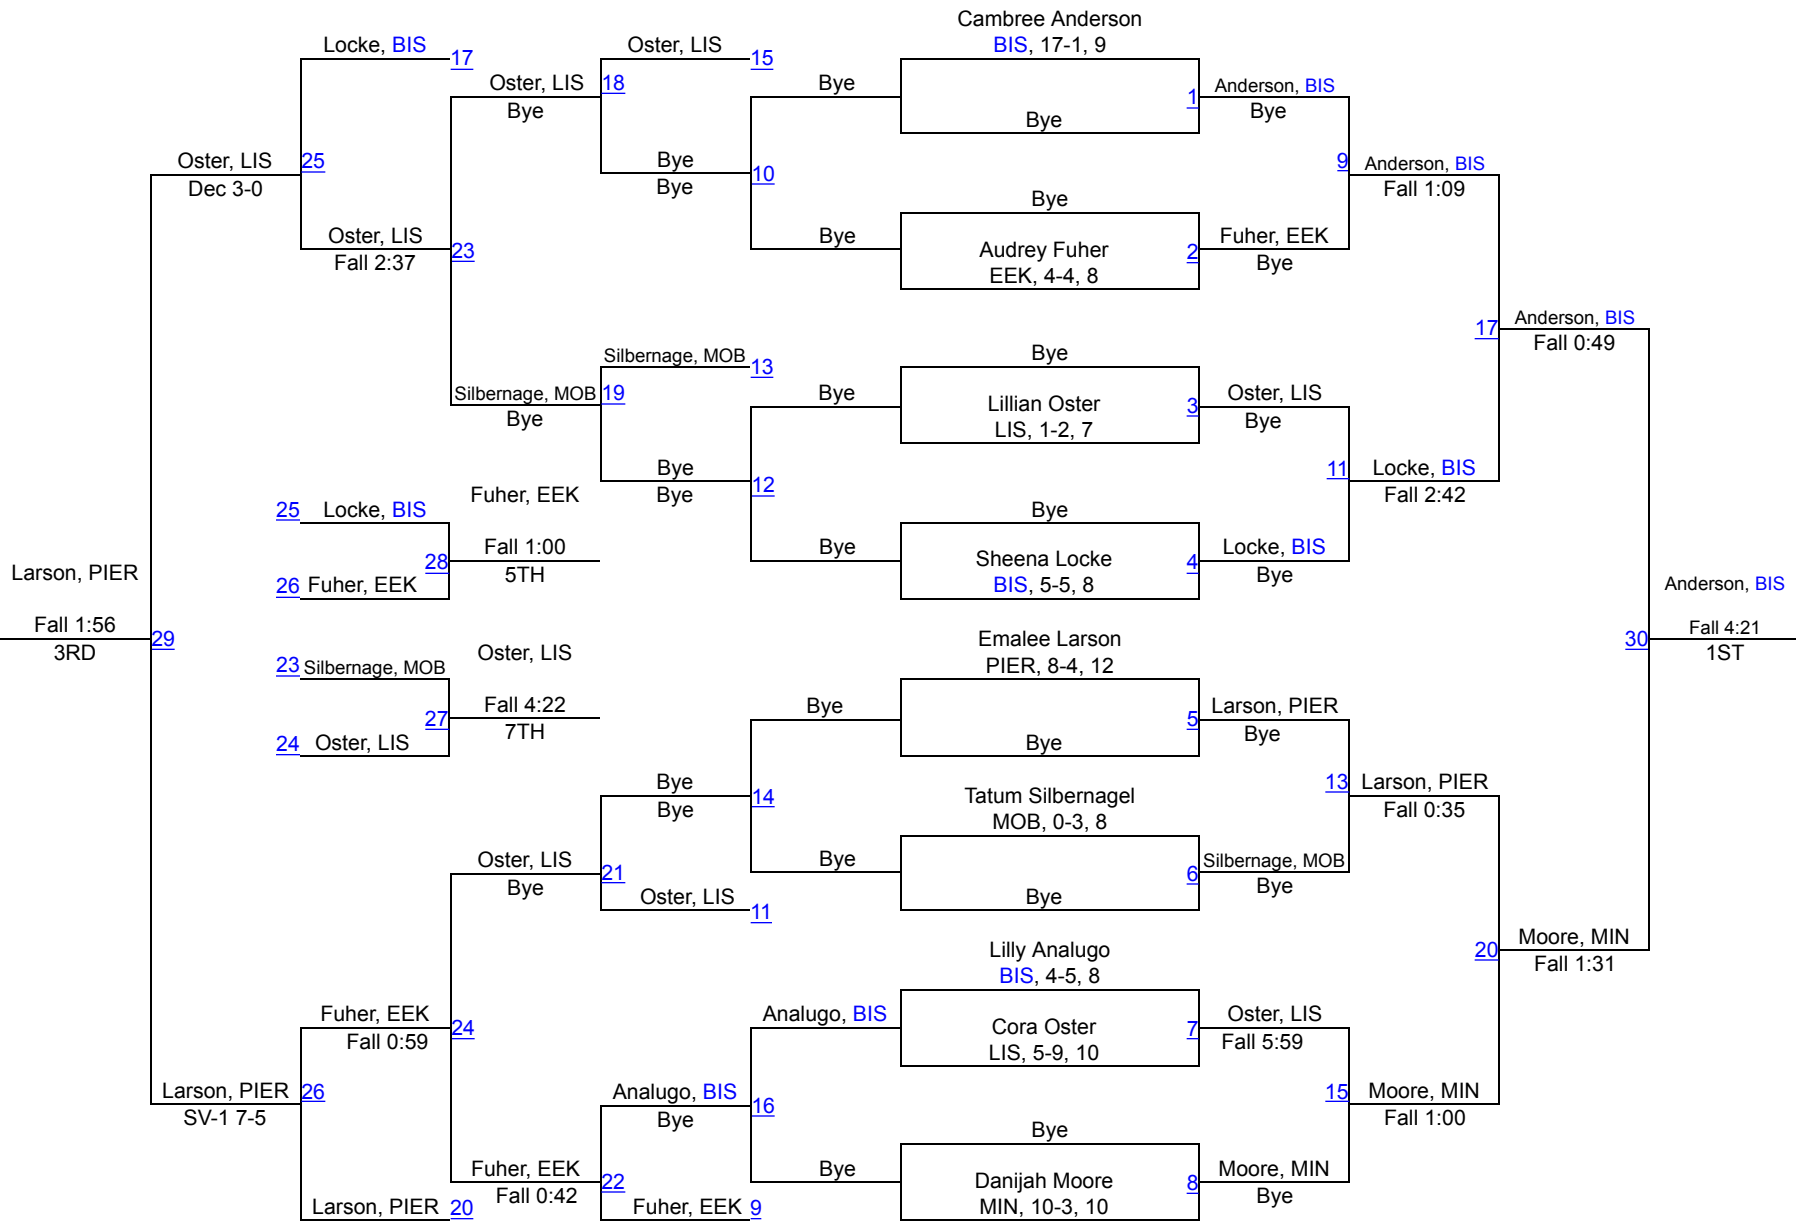 Cambree Anderson
Locke, BIS
17
Oster, LIS
15
BIS, 17-1, 9
Oster, LIS
18
Bye
Bye
1
Anderson, BIS
Bye
Bye
Oster, LIS
25
Dec 3-0
Bye
10
Bye
9
Anderson, BIS
Fall 1:09
Bye
Oster, LIS
23
Fall 2:37
Bye
Audrey Fuher
EEK, 4-4, 8
2
Fuher, EEK
Bye
17
Anderson, BIS
Fall 0:49
Silbernage, MOB
13
Bye
Silbernage, MOB
19
Bye
Bye
Lillian Oster
LIS, 1-2, 7
3
Oster, LIS
Bye
Bye
12
Bye
11
Locke, BIS
Fall 2:42
25
Locke, BIS
Fuher, EEK
Bye
28
Fall 1:00
5TH
26
Fuher, EEK
Bye
Sheena Locke
BIS, 5-5, 8
4
Locke, BIS
Bye
Larson, PIER
Fall 1:56
3RD
29
Anderson, BIS
30
Fall 4:21
1ST
23
Silbernage, MOB
Oster, LIS
27
Fall 4:22
7TH
24
Oster, LIS
Emalee Larson
PIER, 8-4, 12
Bye
5
Larson, PIER
Bye
Bye
Bye
14
Bye
13
Larson, PIER
Fall 0:35
Tatum Silbernagel
MOB, 0-3, 8
Oster, LIS
21
Bye
Bye
6
Silbernage, MOB
Bye
Bye
Oster, LIS
11
20
Moore, MIN
Fall 1:31
Lilly Analugo
BIS, 4-5, 8
Fuher, EEK
24
Fall 0:59
Analugo, BIS
Cora Oster
LIS, 5-9, 10
7
Oster, LIS
Fall 5:59
Larson, PIER
26
SV-1 7-5
Analugo, BIS
16
Bye
15
Moore, MIN
Fall 1:00
Bye
Fuher, EEK
22
Fall 0:42
Bye
Danijah Moore
MIN, 10-3, 10
8
Moore, MIN
Bye
Larson, PIER
20
Fuher, EEK
9